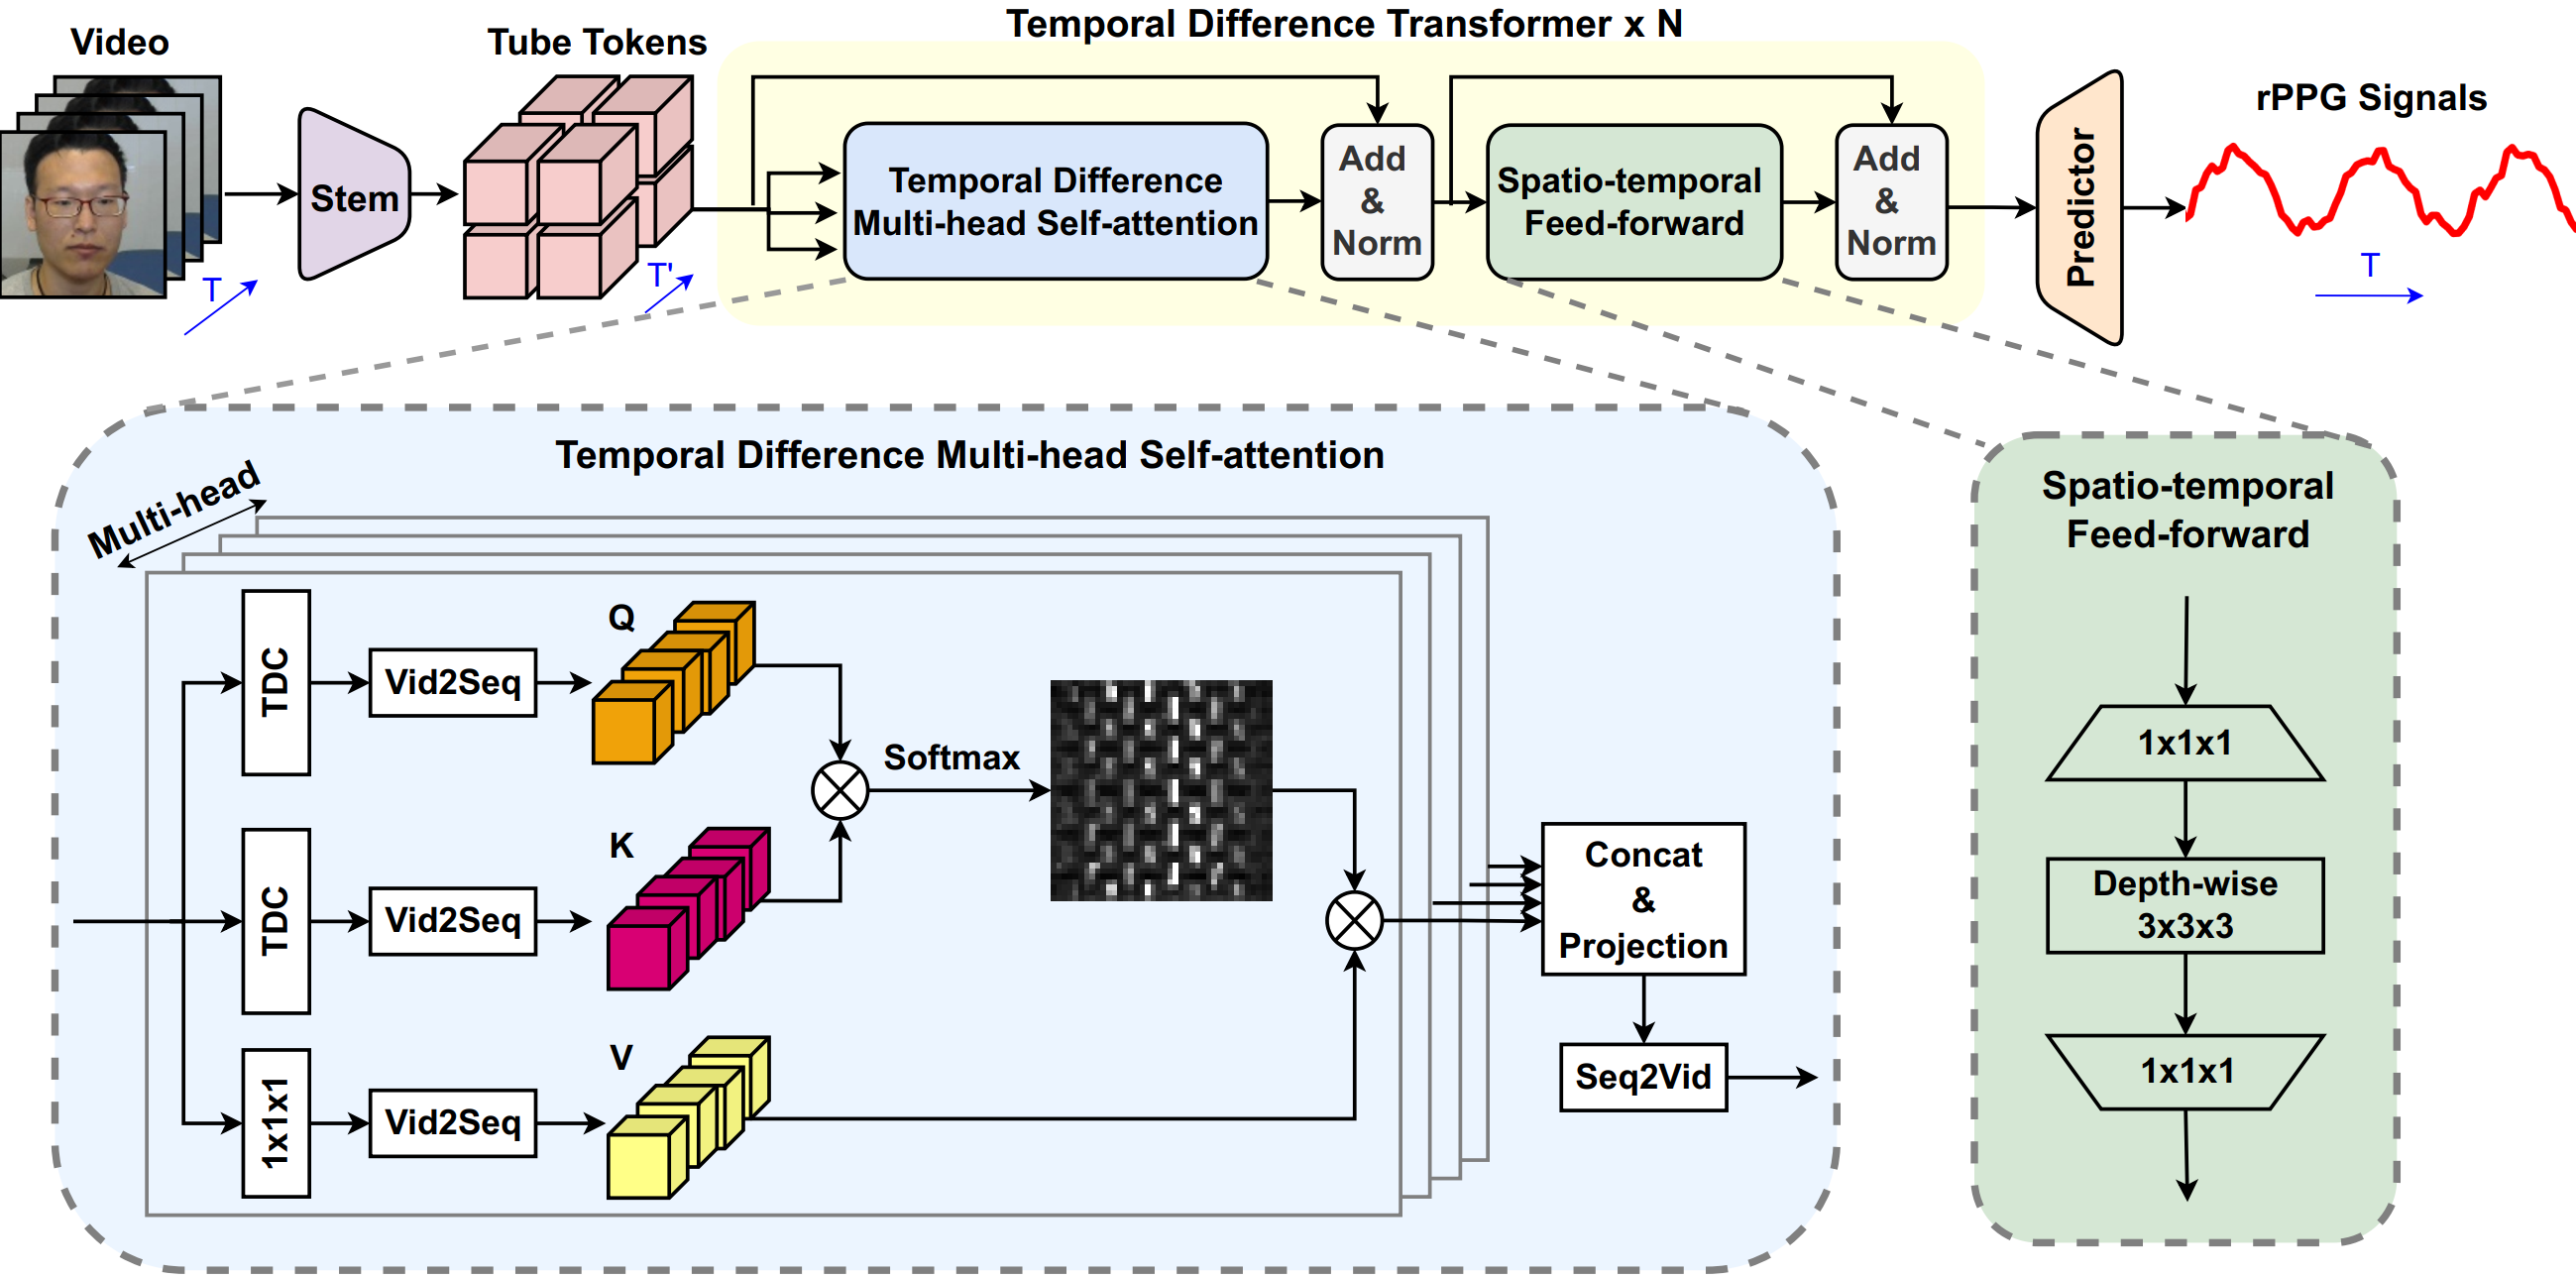 Temporal Difference Transformer x N
Video
Tube Tokens
rPPG Signals
Stem
Temporal Difference
Multi-head Self-attention
Add
&
Norm
Spatio-temporal
Feed-forward
Add
&
Norm
Predictor
T
T'
T
Temporal Difference Multi-head Self-attention
Multi-head
TDC
Vid2Seq
Q
Softmax
TDC
Vid2Seq
K
1x1x1
Vid2Seq
V
Concat
&
Projection
Seq2Vid
Spatio-temporal
Feed-forward
1x1x1
Depth-wise
3x3x3
1x1x1